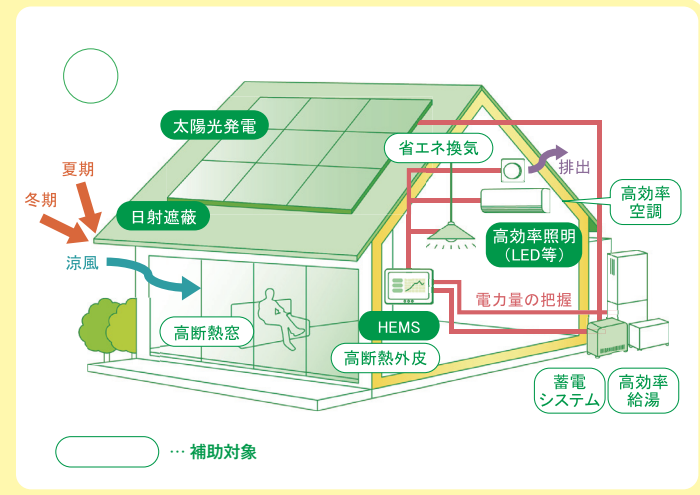 太陽光発電
省エネ換気
排出
夏期
冬期
高効率
空調
日射遮蔽
高効率照明
（LED等）
涼風
電力量の把握
高断熱窓
HEMS
高断熱外皮
蓄電
システム
高効率
給湯
… 補助対象